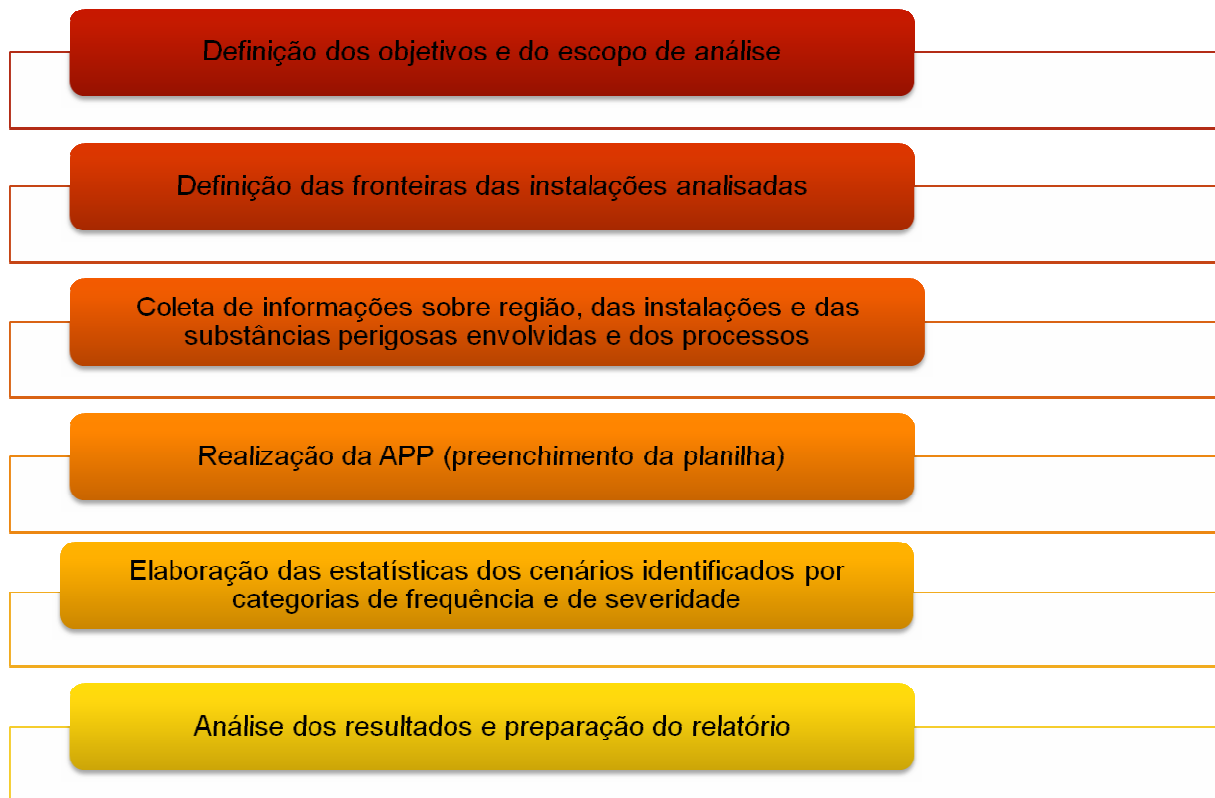 Definição dos objetivos e do escopo de análise
Definição das fronteiras das instalações analisadas
Coleta de informações sobre região, das instalações e das
substâncias perigosas envolvidas e dos processos
Realização da APP (preenchimento da planilha)
Elaboração das estatísticas dos cenários identificados por
categorias de frequência e de severidade
Análise dos resultados e preparação do relatório